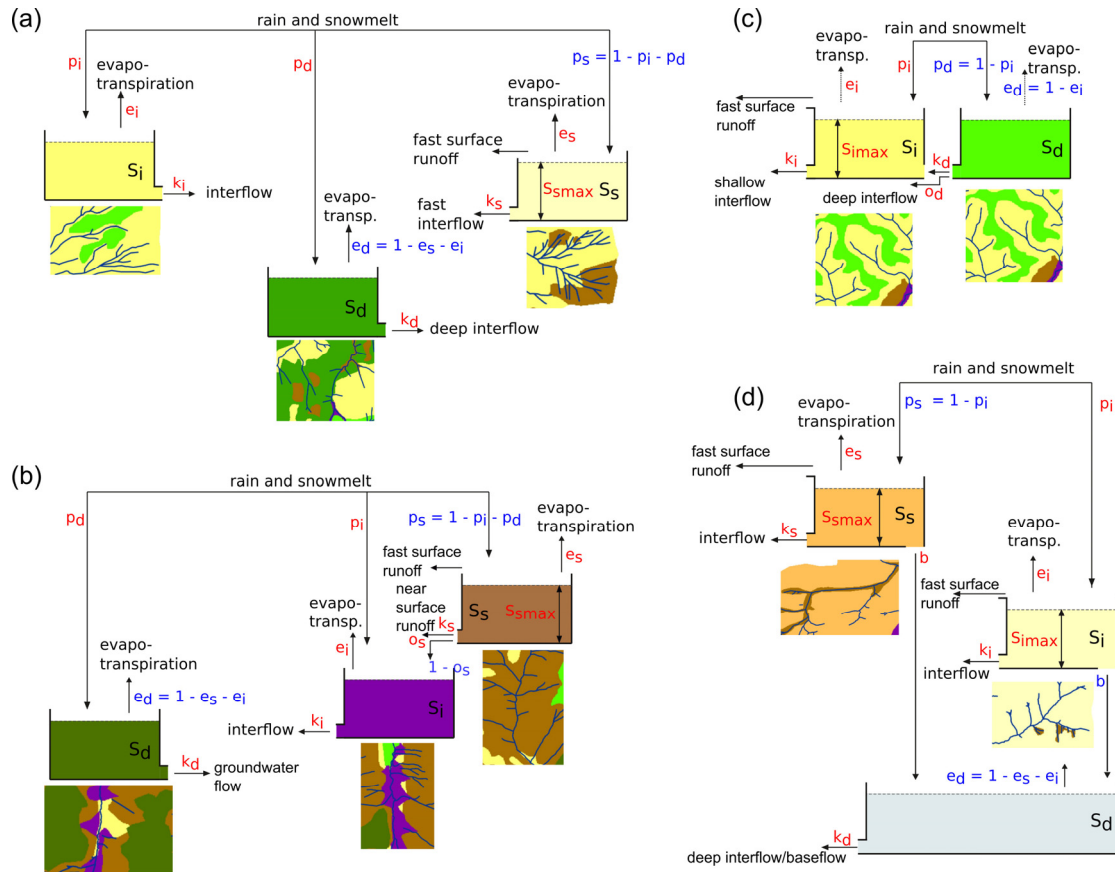 (a)
rain and snowmelt
pi
evapo-
transpiration
ei
Si
ki
interflow
pd
evapo-
transp.
ed = 1 - es - ei
Sd
kd
deep interflow
ps = 1 - pi - pd
evapo-
transpiration
es
fast surface
runoff
Ssmax
Ss
ks
fast
interflow
(b)
rain and snowmelt
pd
evapo-
transpiration
ed = 1 - es - ei
Sd
kd
groundwater
flow
pi
evapo-
transp.
ei
Si
ki
interflow
ps = 1 - pi - pd
evapo-
transpiration
es
fast surface
runoff
near
surface
runoff
Ss
Ssmax
ks
os
1 - os
(c)
rain and snowmelt
evapo-
transp.
ei
pi
pd = 1 - pi
evapo-
transp.
ed = 1 - ei
fast surface
runoff
Simax
Si
ki
shallow
interflow
Sd
kd
od
deep interflow
(d)
rain and snowmelt
ps = 1 - pi
pi
evapo-
transpiration
es
fast surface
runoff
Ssmax
Ss
ks
interflow
b
evapo-
transp.
ei
fast surface
runoff
Simax
Si
ki
interflow
b
ed = 1 - es - ei
Sd
kd
deep interflow/baseflow